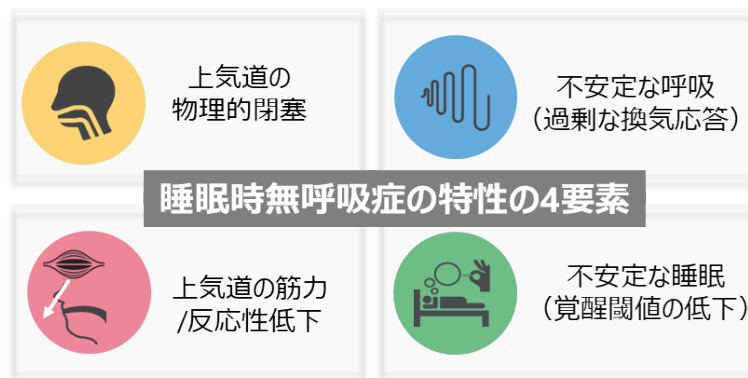 上気道の
物理的閉塞
不安定な呼吸
（過剰な換気応答）
睡眠時無呼吸症の特性の4要素
上気道の筋力
/反応性低下
不安定な睡眠
（覚醒閾値の低下）